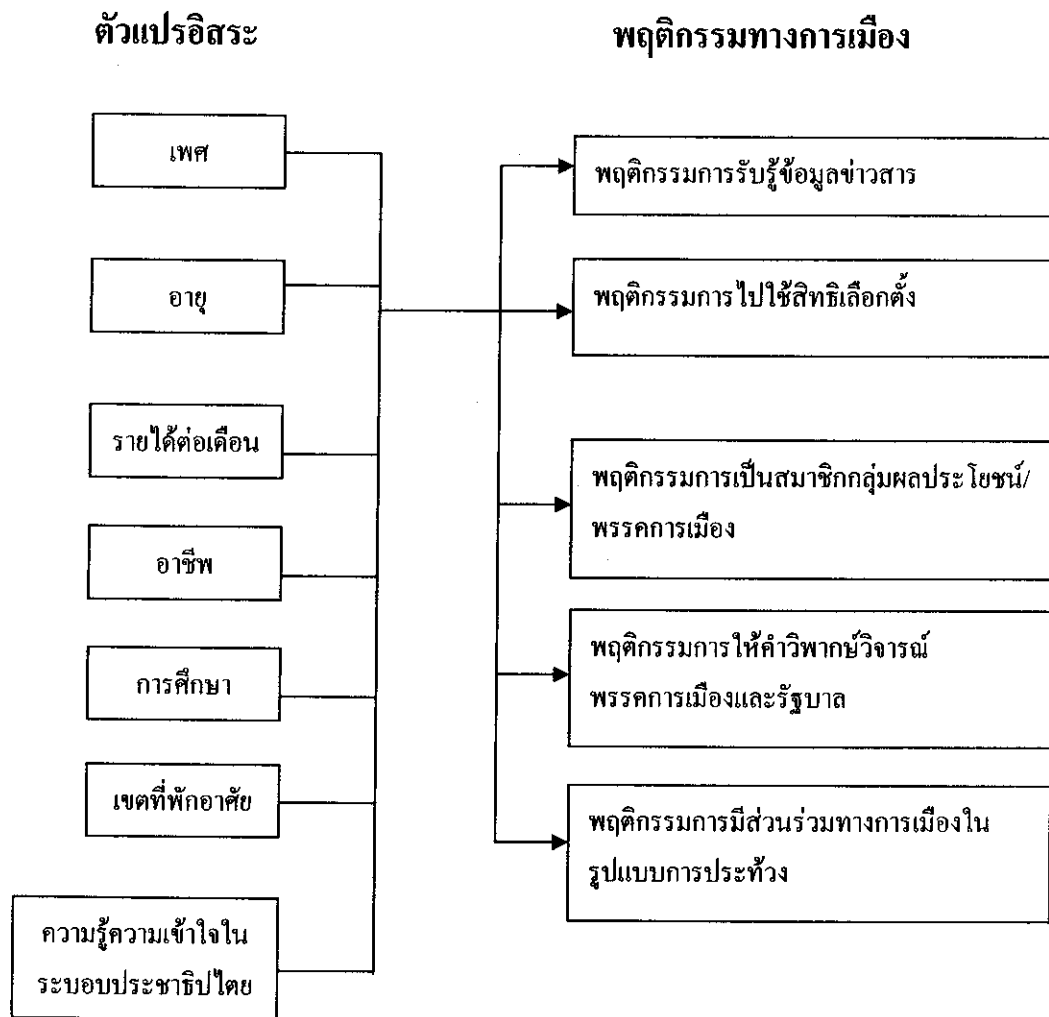 ตัวแปรอิสระ
พฤติกรรมทางการเมือง
เพศ
อายุ
รายได้ต่อเดือน
อาชีพ
การศึกษา
เขตที่พักอาศัย
ความรู้ความเข้าใจใน
ระบอบประชาธิปไตย
พฤติกรรมการรับรู้ข้อมูลข่าวสาร
พฤติกรรมการไปใช้สิทธิเลือกตั้ง
พฤติกรรมการเป็นสมาชิกกลุ่มผลประโยชน์/
พรรคการเมือง
พฤติกรรมการให้คำวิพากษ์วิจารณ์
พรรคการเมืองและรัฐบาล
พฤติกรรมการมีส่วนร่วมทางการเมืองใน
รูปแบบการประท้วง